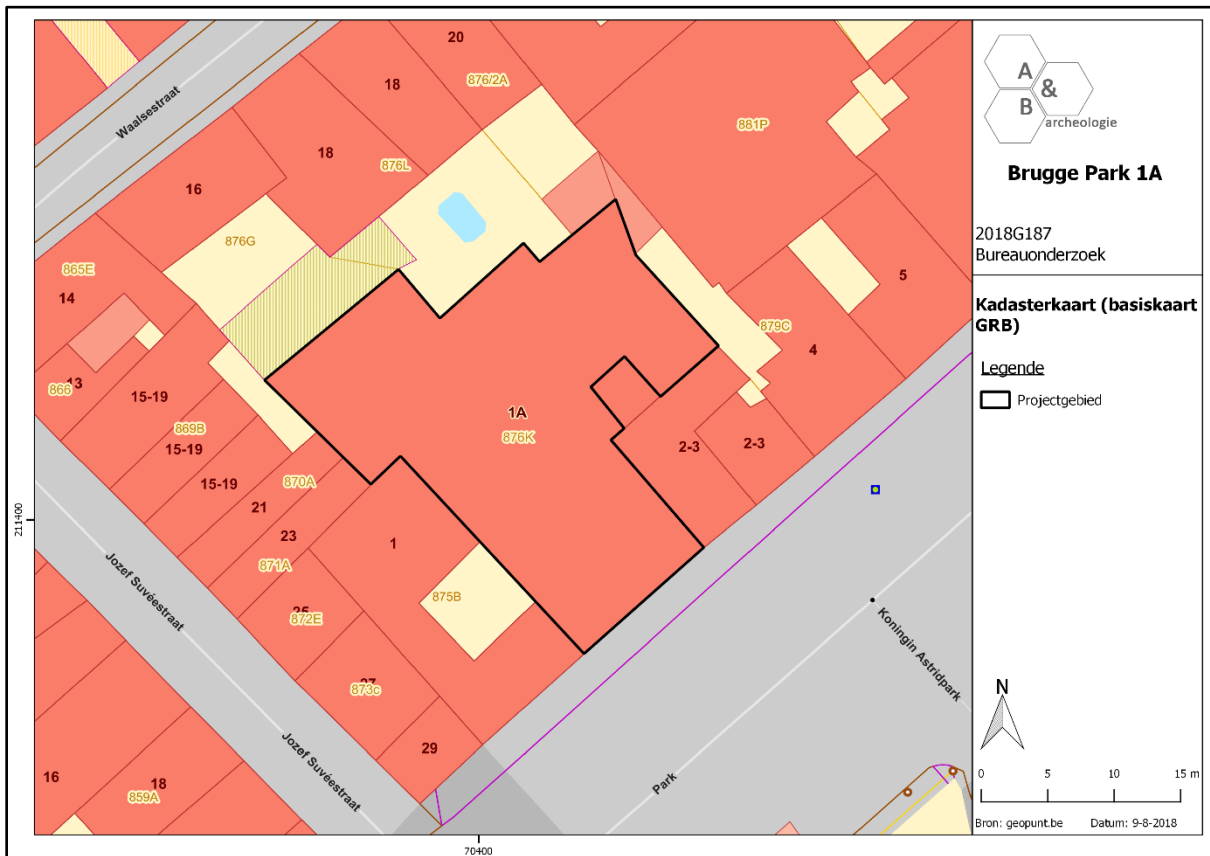 Waalsestraat
20
876/2A
18
18
876L
881P
16
876G
865E
14
5
879C
4
13
866
15-19
869B
15-19
15-19
870A
21
23
871A
1A
876K
2-3
2-3
1
875B
25
872E
27
873c
29
Jozef Suvéestraat
Jozef Suvéestraat
16
18
859A
Park
Koningin Astridpark
211400
70400
A
&
B
archeologie
Brugge Park 1A
2018G187
Bureauonderzoek
Kadasterkaart (basiskaart
GRB)
Legende
Projectgebied
N
0 5 10 15 m
Bron: geopunt.be Datum: 9-8-2018